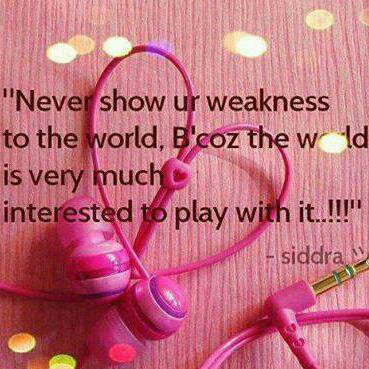 "Never show ur weakness
to the world, B'coz the world
is very much
interested to play with it..!!!"
- siddra